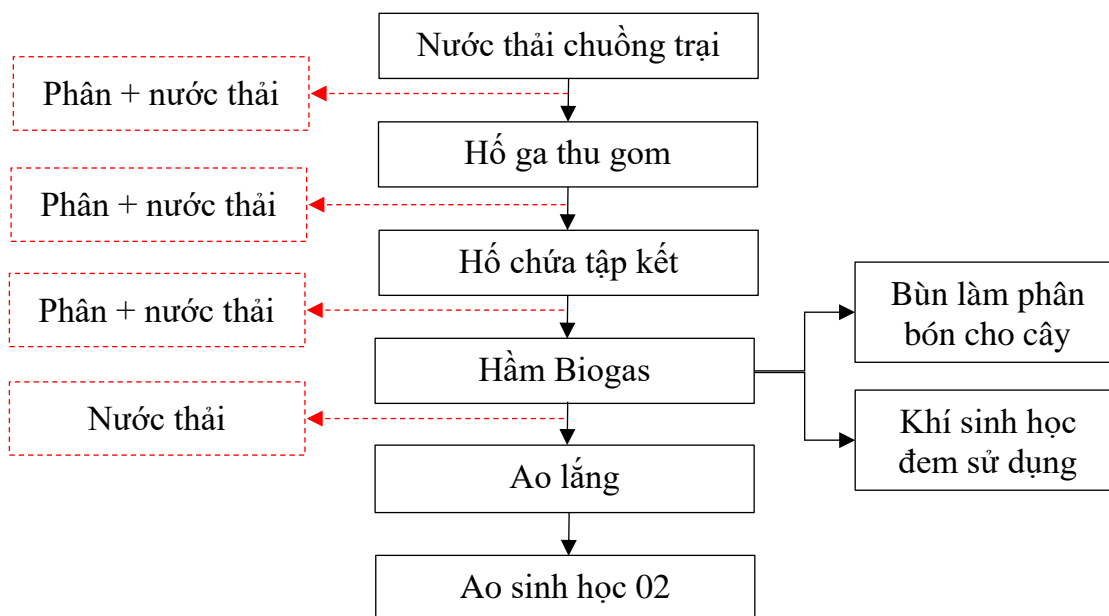 Nước thải chuồng trại
Phân + nước thải
Hố ga thu gom
Phân + nước thải
Hố chứa tập kết
Phân + nước thải
Hầm Biogas
Bùn làm phân
bón cho cây
Nước thải
Khí sinh học
đem sử dụng
Ao lắng
Ao sinh học 02